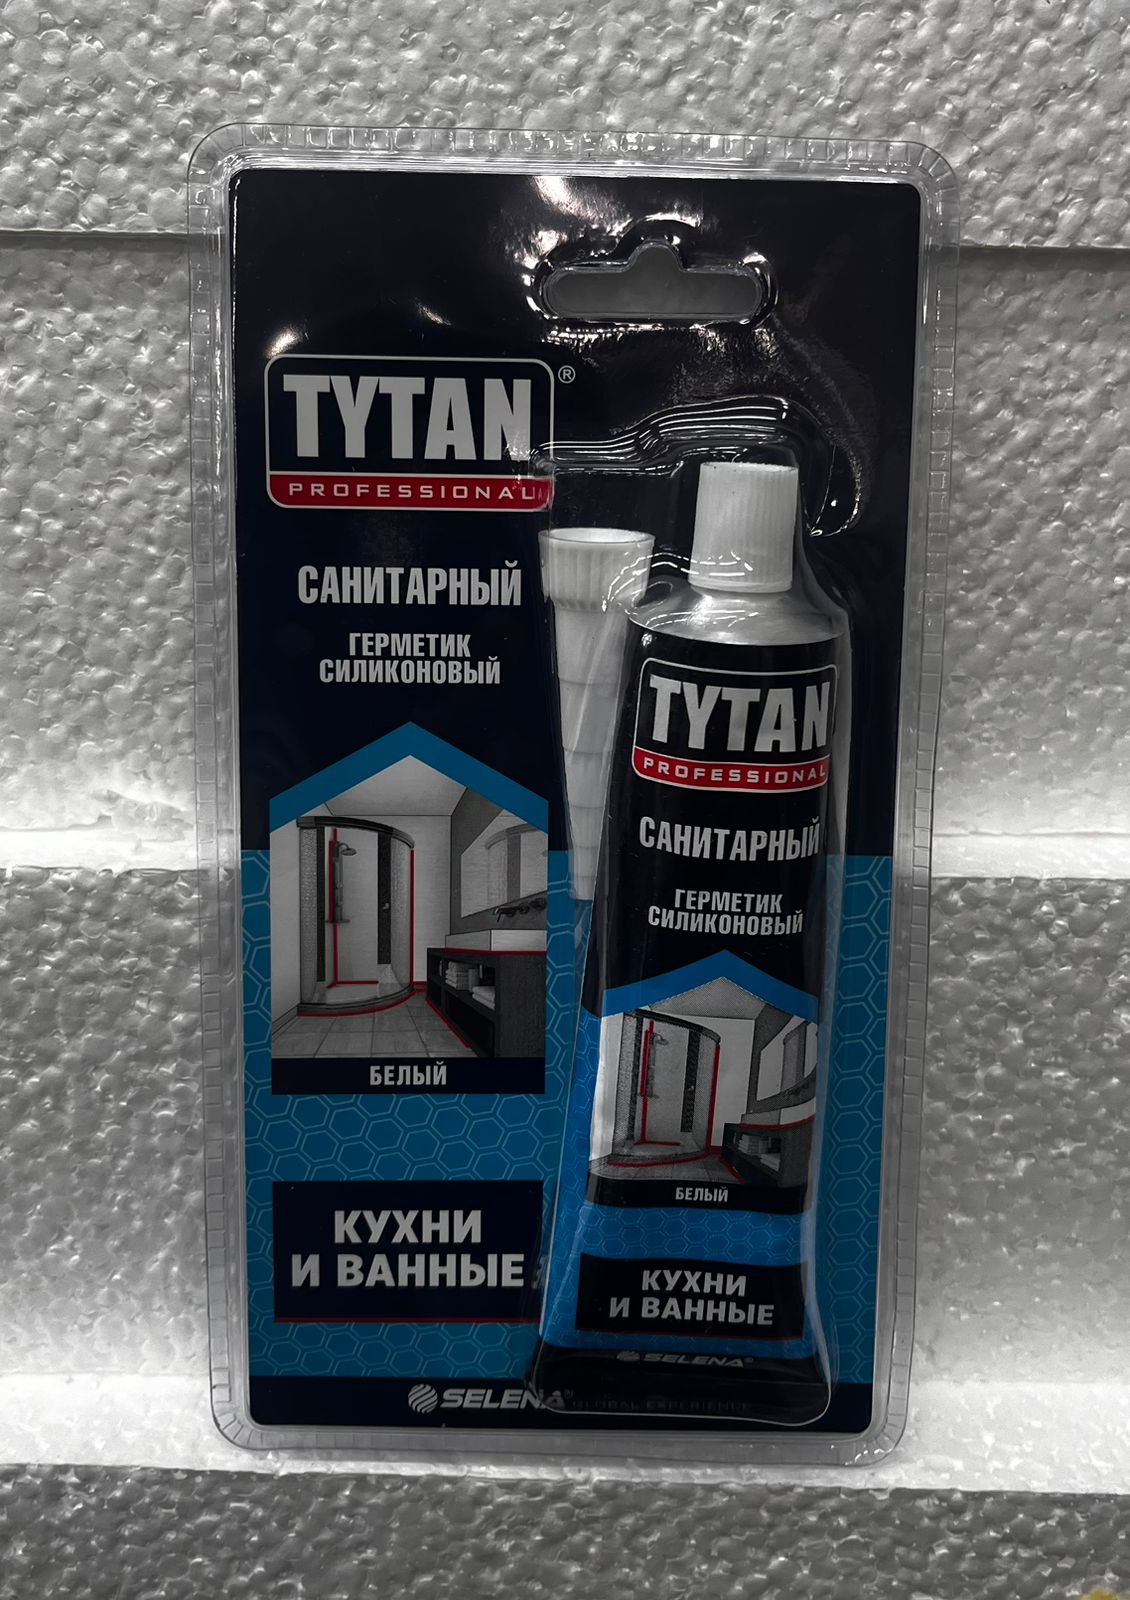 TYTAN
®
PROFESSIONAL
САНИТАРНЫЙ
ГЕРМЕТИК
СИЛИКОНОВЫЙ
БЕЛЫЙ
КУХНИ
И ВАННЫЕ
SELENA
GLOBAL EXPERIENCE
TYTAN
PROFESSIONAL
САНИТАРНЫЙ
ГЕРМЕТИК
СИЛИКОНОВЫЙ
БЕЛЫЙ
КУХНИ
И ВАННЫЕ
SELENA®